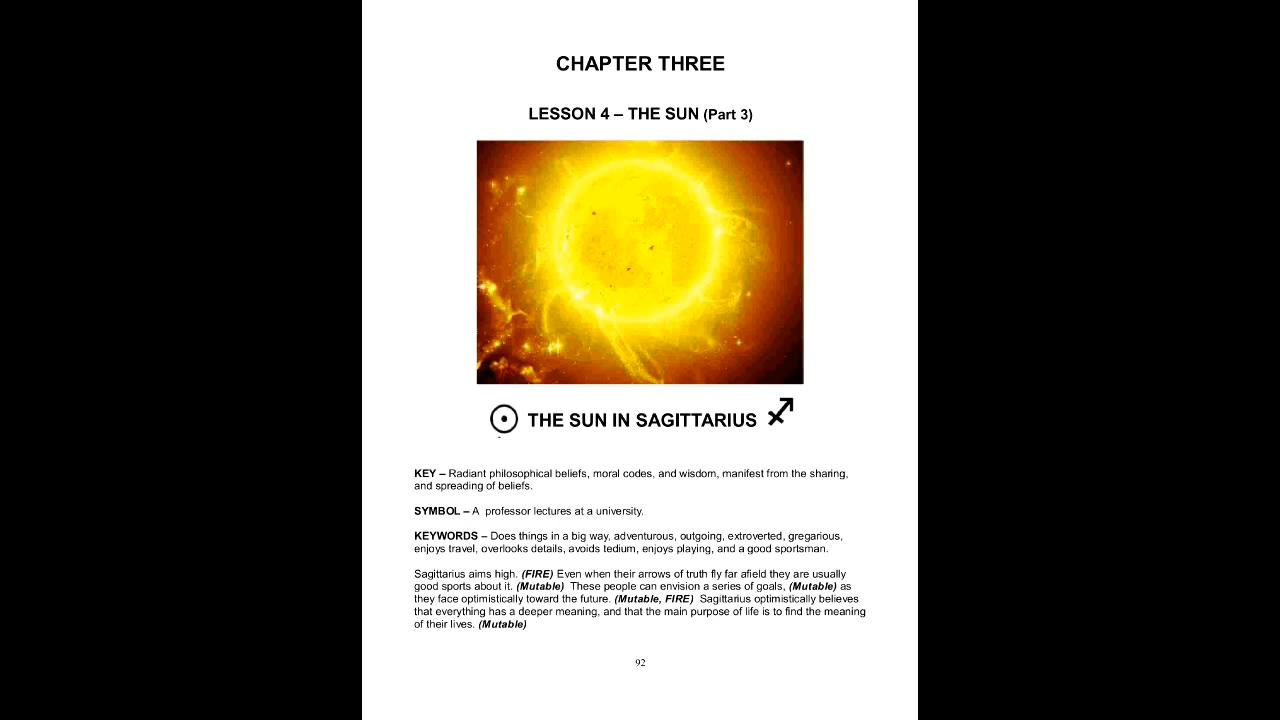 CHAPTER THREE
LESSON 4 – THE SUN (Part 3)
☉ THE SUN IN SAGITTARIUS ♐
KEY – Radiant philosophical beliefs, moral codes, and wisdom, manifest from the sharing,
and spreading of beliefs.
SYMBOL – A  professor lectures at a university.
KEYWORDS – Does things in a big way, adventurous, outgoing, extroverted, gregarious,
enjoys travel, overlooks details, avoids tedium, enjoys playing, and a good sportsman.
Sagittarius aims high. (FIRE) Even when their arrows of truth fly far afield they are usually
good sports about it. (Mutable)  These people can envision a series of goals, (Mutable) as
they face optimistically toward the future. (Mutable, FIRE)  Sagittarius optimistically believes
that everything has a deeper meaning, and that the main purpose of life is to find the meaning
of their lives. (Mutable)
92